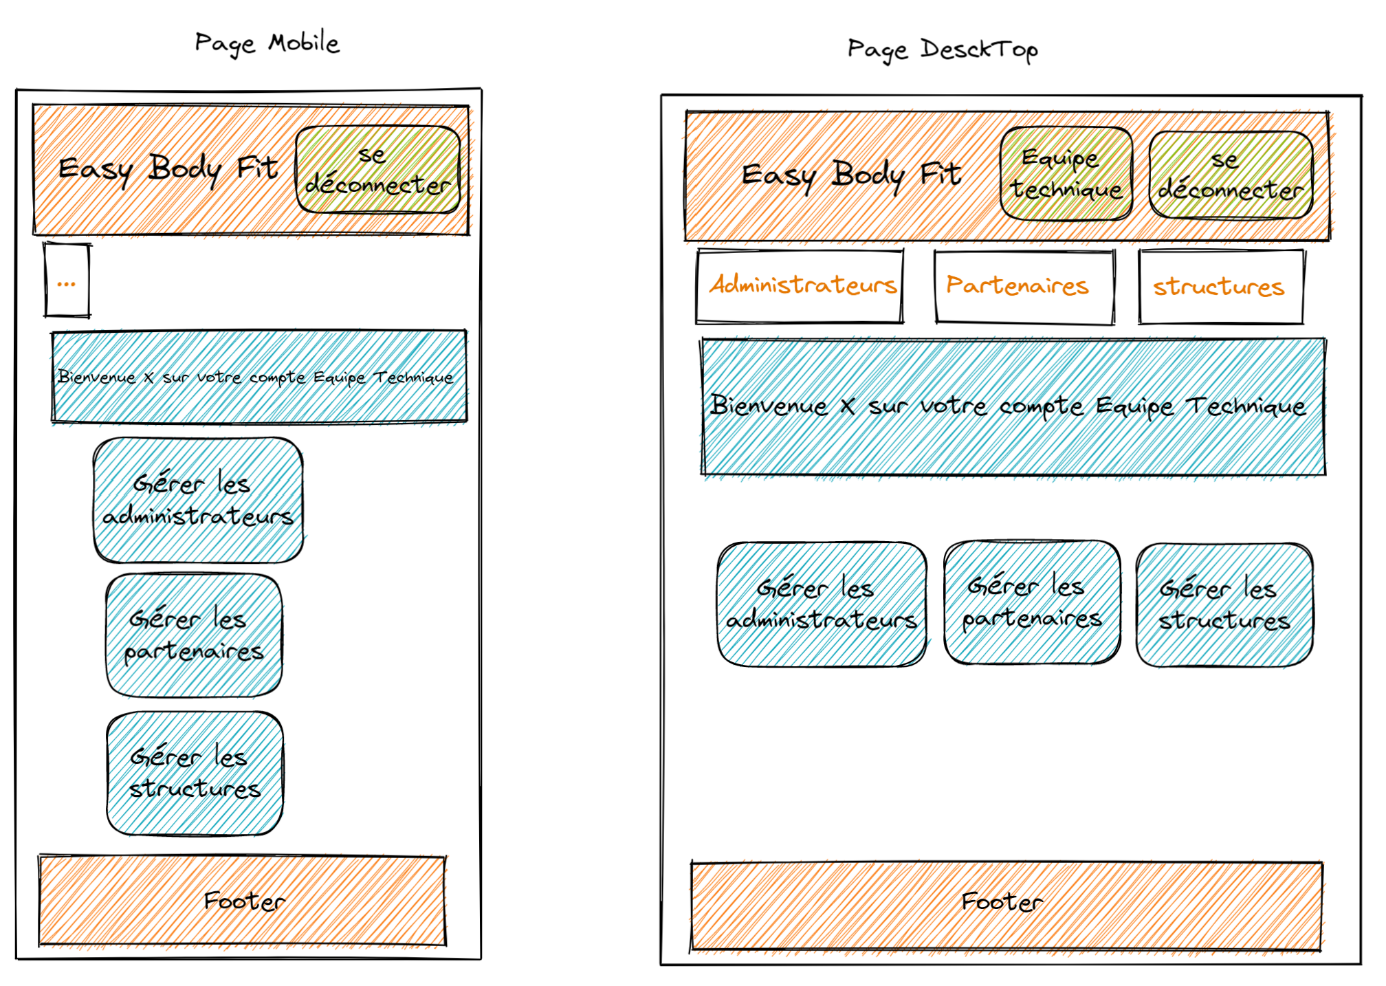 Page Mobile
Easy Body Fit
se
déconnecter
...
Bienvenue X sur votre compte Equipe Technique
Gérer les
administrateurs
Gérer les
partenaires
Gérer les
structures
Footer
Page DesckTop
Easy Body Fit
Equipe
technique
se
déconnecter
Administrateurs
Partenaires
structures
Bienvenue X sur votre compte Equipe Technique
Gérer les
administrateurs
Gérer les
partenaires
Gérer les
structures
Footer